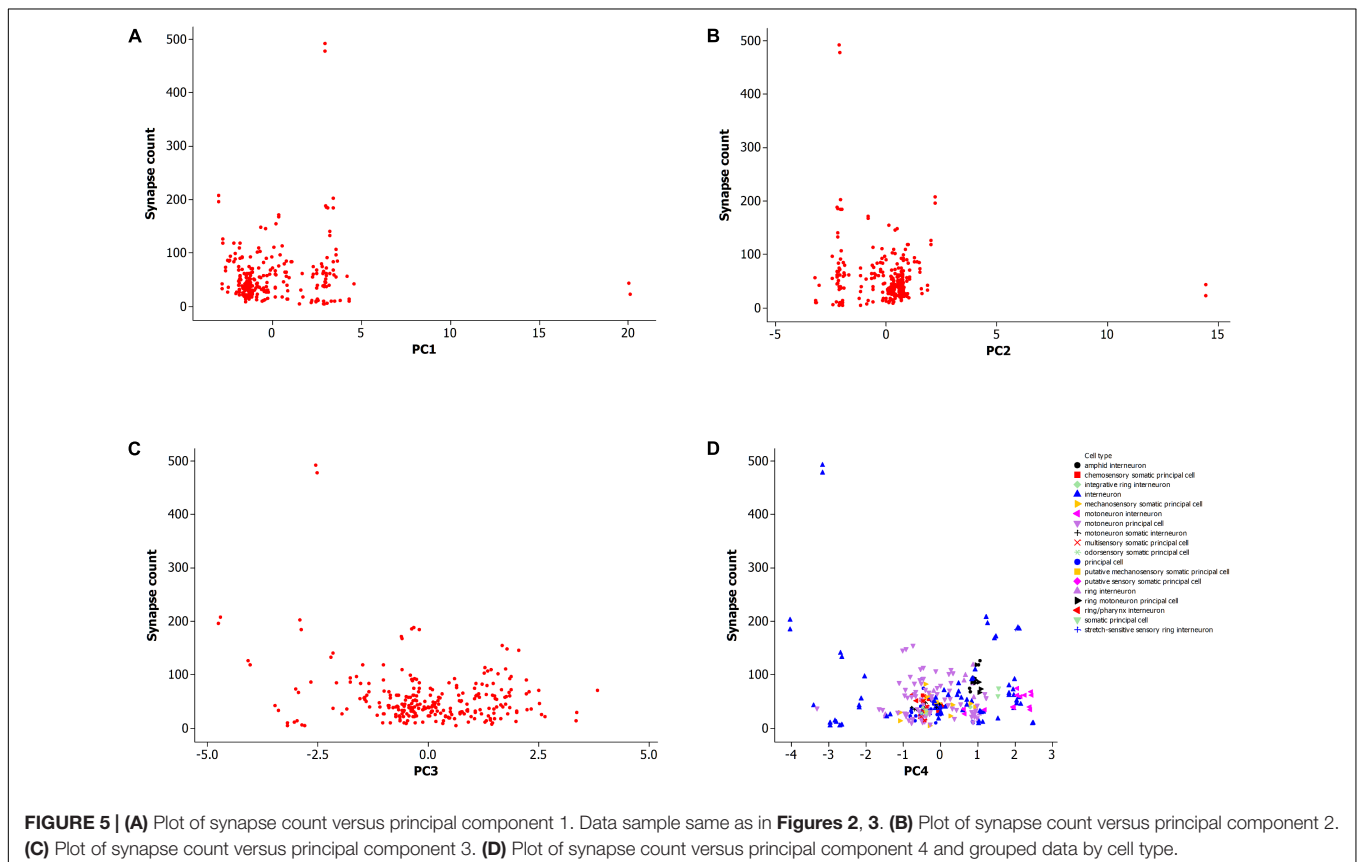 A
500
400
300
200
100
0
Synapse count
0
5
10
15
20
PC1
B
500
400
300
200
100
0
Synapse count
-5
0
5
10
15
PC2
C
500
400
300
200
100
0
Synapse count
-5.0
-2.5
0.0
2.5
5.0
PC3
D
500
400
300
200
100
0
Synapse count
-4
-3
-2
-1
0
1
2
3
PC4
Cell type
amphid interneuron
chemosensory somatic principal cell
integrative ring interneuron
interneuron
mechanosensory somatic principal cell
motoneuron interneuron
motoneuron principal cell
motoneuron somatic interneuron
multisensory somatic principal cell
odorsensory somatic principal cell
principal cell
putative mechanosensory somatic principal cell
putative sensory somatic principal cell
ring interneuron
ring motoneuron principal cell
ring/pharynx interneuron
somatic principal cell
stretch-sensitive sensory ring interneuron
FIGURE 5 | (A) Plot of synapse count versus principal component 1. Data sample same as in Figures 2, 3. (B) Plot of synapse count versus principal component 2.
(C) Plot of synapse count versus principal component 3. (D) Plot of synapse count versus principal component 4 and grouped data by cell type.